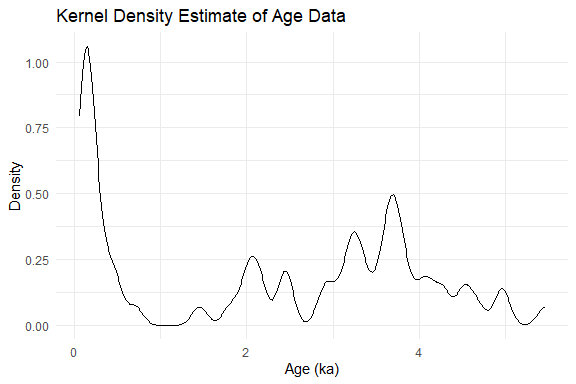 Kernel Density Estimate of Age Data
1.00
0.75
0.50
0.25
0.00
Density
0 2 4
Age (ka)